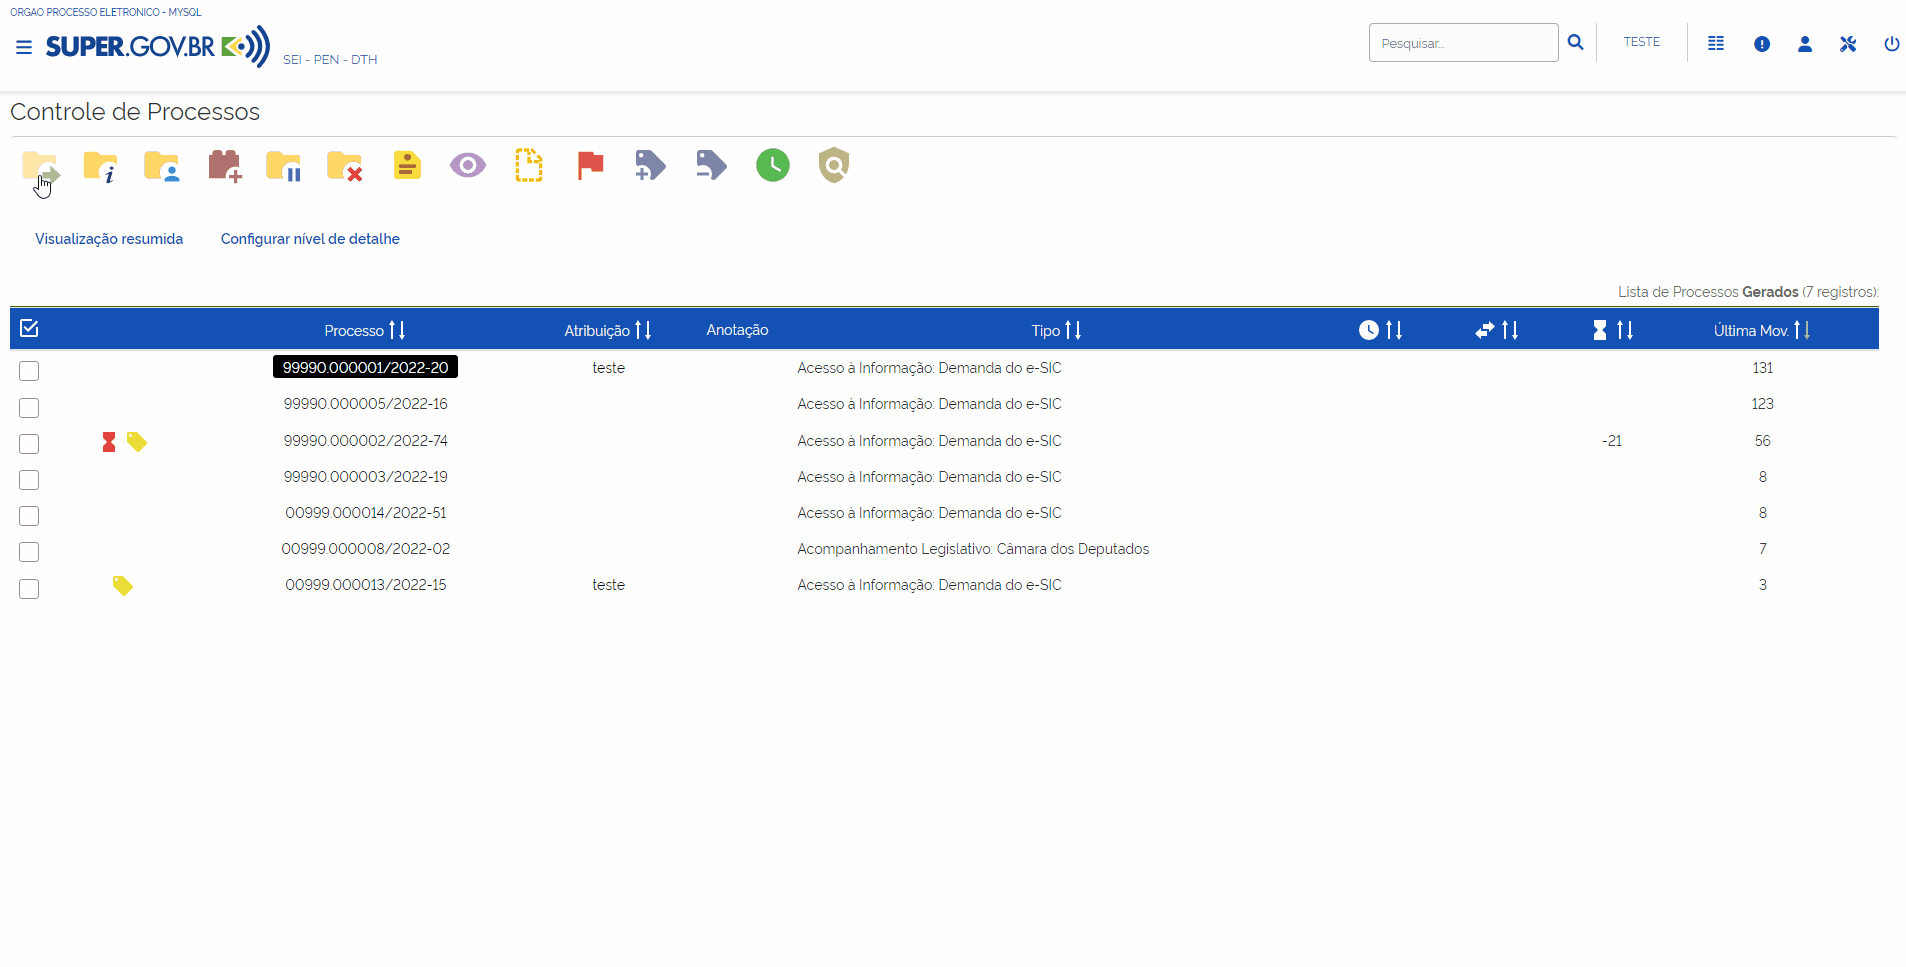 ORGAO PROCESSO ELETRONICO - MYSQL
SUPER.GOV.BR
SEI - PEN - DTH
Pesquisar...
TESTE
Controle de Processos
Visualização resumida Configurar nível de detalhe
Lista de Processos Gerados (7 registros):
Processo Atribuição Anotação Tipo Última Mov.
99990.000001/2022-20 teste Acesso à Informação: Demanda do e-SIC 131
99990.000005/2022-16 Acesso à Informação: Demanda do e-SIC 123
99990.000002/2022-74 Acesso à Informação: Demanda do e-SIC -21 56
99990.000003/2022-19 Acesso à Informação: Demanda do e-SIC 8
00999.000014/2022-51 Acesso à Informação: Demanda do e-SIC 8
00999.000008/2022-02 Acompanhamento Legislativo: Câmara dos Deputados 7
00999.000013/2022-15 teste Acesso à Informação: Demanda do e-SIC 3